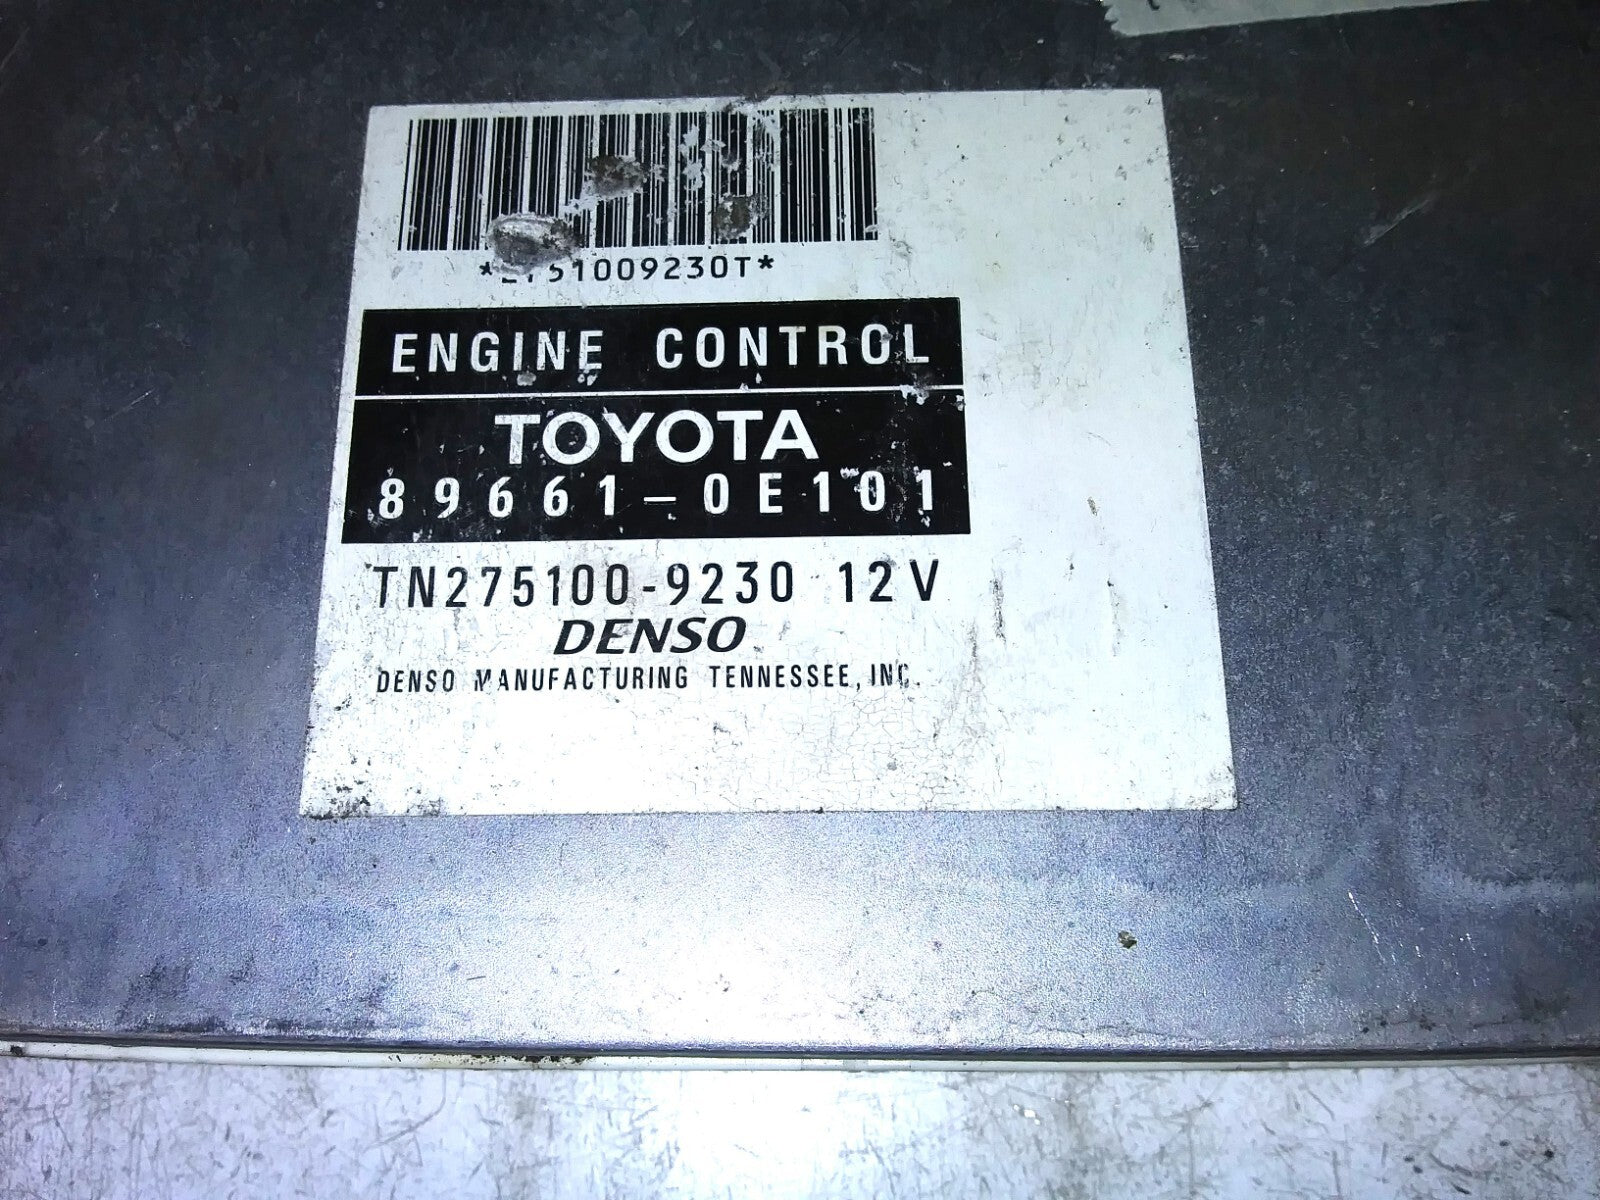 *2751009230T*
ENGINE CONTROL
TOYOTA
89661-0E101
TN275100-9230 12V
DENSO
DENSO MANUFACTURING TENNESSEE, INC.